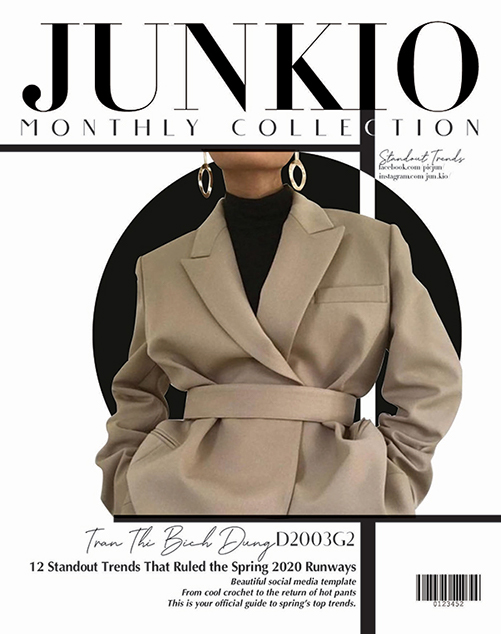 JUNKIO
MONTHLY COLLECTION
Standout Trends
facebook.com/picjun/
instagram.com/jun.kio/
Tran Thi Bich Dung D2003G2
12 Standout Trends That Ruled the Spring 2020 Runways
Beautiful social media template
From cool crochet to the return of hot pants
This is your official guide to spring's top trends.
0123452